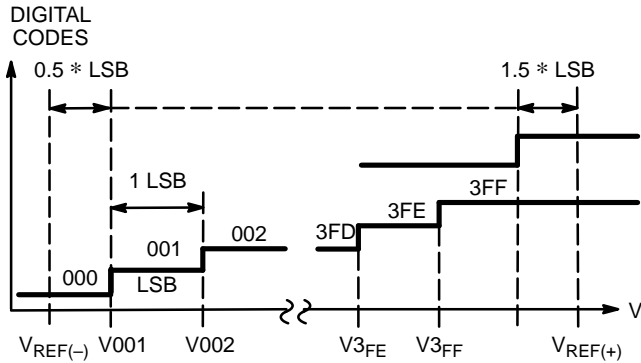 DIGITAL
CODES
0.5 * LSB
1.5 * LSB
1 LSB
3FF
3FE
3FD
002
001
000
LSB
V
VREF(–)
V001
V002
V3FE
V3FF
VREF(+)